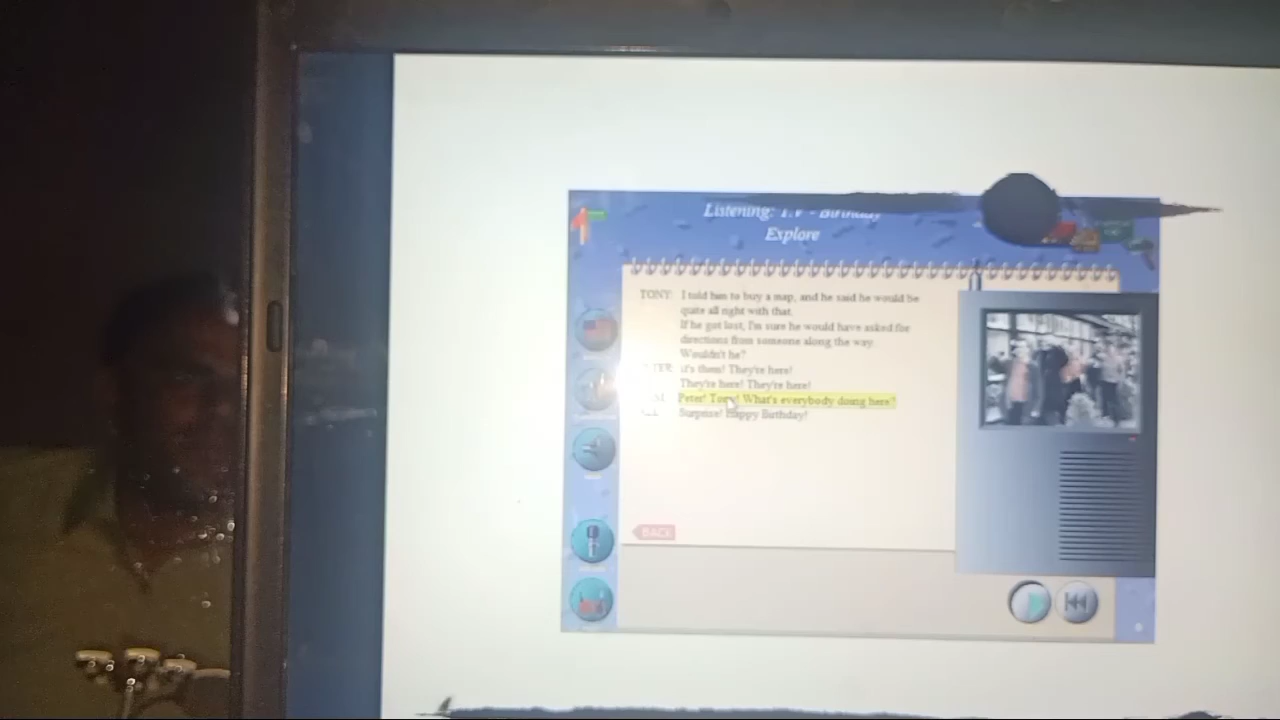 Listening: T.V - Birthday
Explore
TONY: I told him to buy a map, and he said he would be
quite all right with that.
If he got lost, I'm sure he would have asked for
directions from someone along the way.
Wouldn't he?
It's them! They're here!
They're here! They're here!
Peter! Tony! What's everybody doing here?
Surprise! Happy Birthday!
BACK